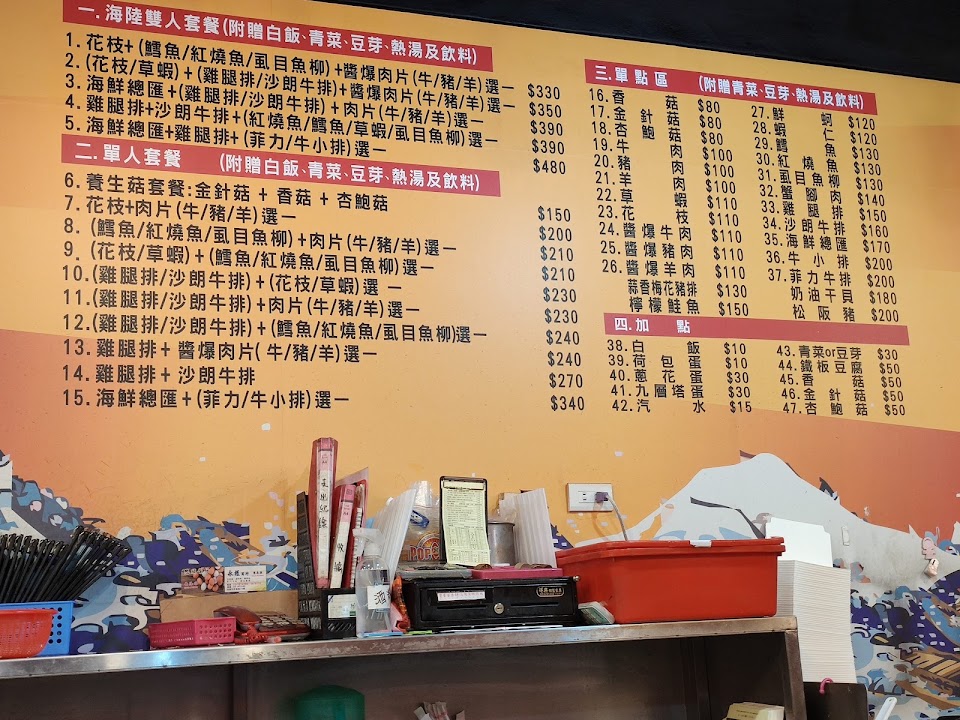 一.海陸雙人套餐(附贈白飯、青菜、豆芽、熱湯及飲料)
1.花枝+(鱈魚/紅燒魚/虱目魚柳)+醬爆肉片(牛/豬/羊)選一 $330
2.(花枝/草蝦)+(雞腿排/沙朗牛排)+醬爆肉片(牛/豬/羊)選一 $350
3.海鮮總匯+(雞腿排/沙朗牛排)+肉片(牛/豬/羊)選一 $390
4.雞腿排+沙朗牛排+(紅燒魚/鱈魚/草蝦/虱目魚柳)選一 $390
5.海鮮總匯+雞腿排+(菲力/牛小排)選一 $480
二.單人套餐 (附贈白飯、青菜、豆芽、熱湯及飲料)
6.養生菇套餐:金針菇+香菇+杏鮑菇 $150
7.花枝+肉片(牛/豬/羊)選一 $200
8.(鱈魚/紅燒魚/虱目魚柳)+肉片(牛/豬/羊)選一 $210
9.(花枝/草蝦)+(鱈魚/紅燒魚/虱目魚柳)選一 $210
10.(雞腿排/沙朗牛排)+(花枝/草蝦)選一 $230
11.(雞腿排/沙朗牛排)+肉片(牛/豬/羊)選一 $230
12.(雞腿排/沙朗牛排)+(鱈魚/紅燒魚/虱目魚柳)選一 $240
13.雞腿排+醬爆肉片(牛/豬/羊)選一 $240
14.雞腿排+沙朗牛排 $270
15.海鮮總匯+(菲力/牛小排)選一 $340
三.單點區 (附贈青菜、豆芽、熱湯及飲料)
16.香菇 $80
17.金針菇 $80
18.杏鮑菇 $80
19.牛肉 $100
20.豬肉 $100
21.羊肉 $100
22.草蝦 $110
23.花枝 $110
24.醬爆牛肉 $110
25.醬爆豬肉 $110
26.醬爆羊肉 $110
蒜香梅花豬排 $130
檸檬鮭魚 $150
27.鮮蚵 $120
28.蝦仁 $120
29.鱈魚 $130
30.紅燒魚 $130
31.虱目魚柳 $130
32.蟹腳肉 $140
33.雞腿排 $150
34.沙朗牛排 $160
35.海鮮總匯 $170
36.牛小排 $200
37.菲力牛排 $200
奶油干貝 $180
松阪豬 $200
四.加點
38.白飯 $10
39.荷包蛋 $10
40.蔥花蛋 $30
41.九層塔蛋 $30
42.汽水 $15
43.青菜or豆芽 $30
44.鐵板豆腐 $50
45.香菇 $50
46.金針菇 $50
47.杏鮑菇 $50